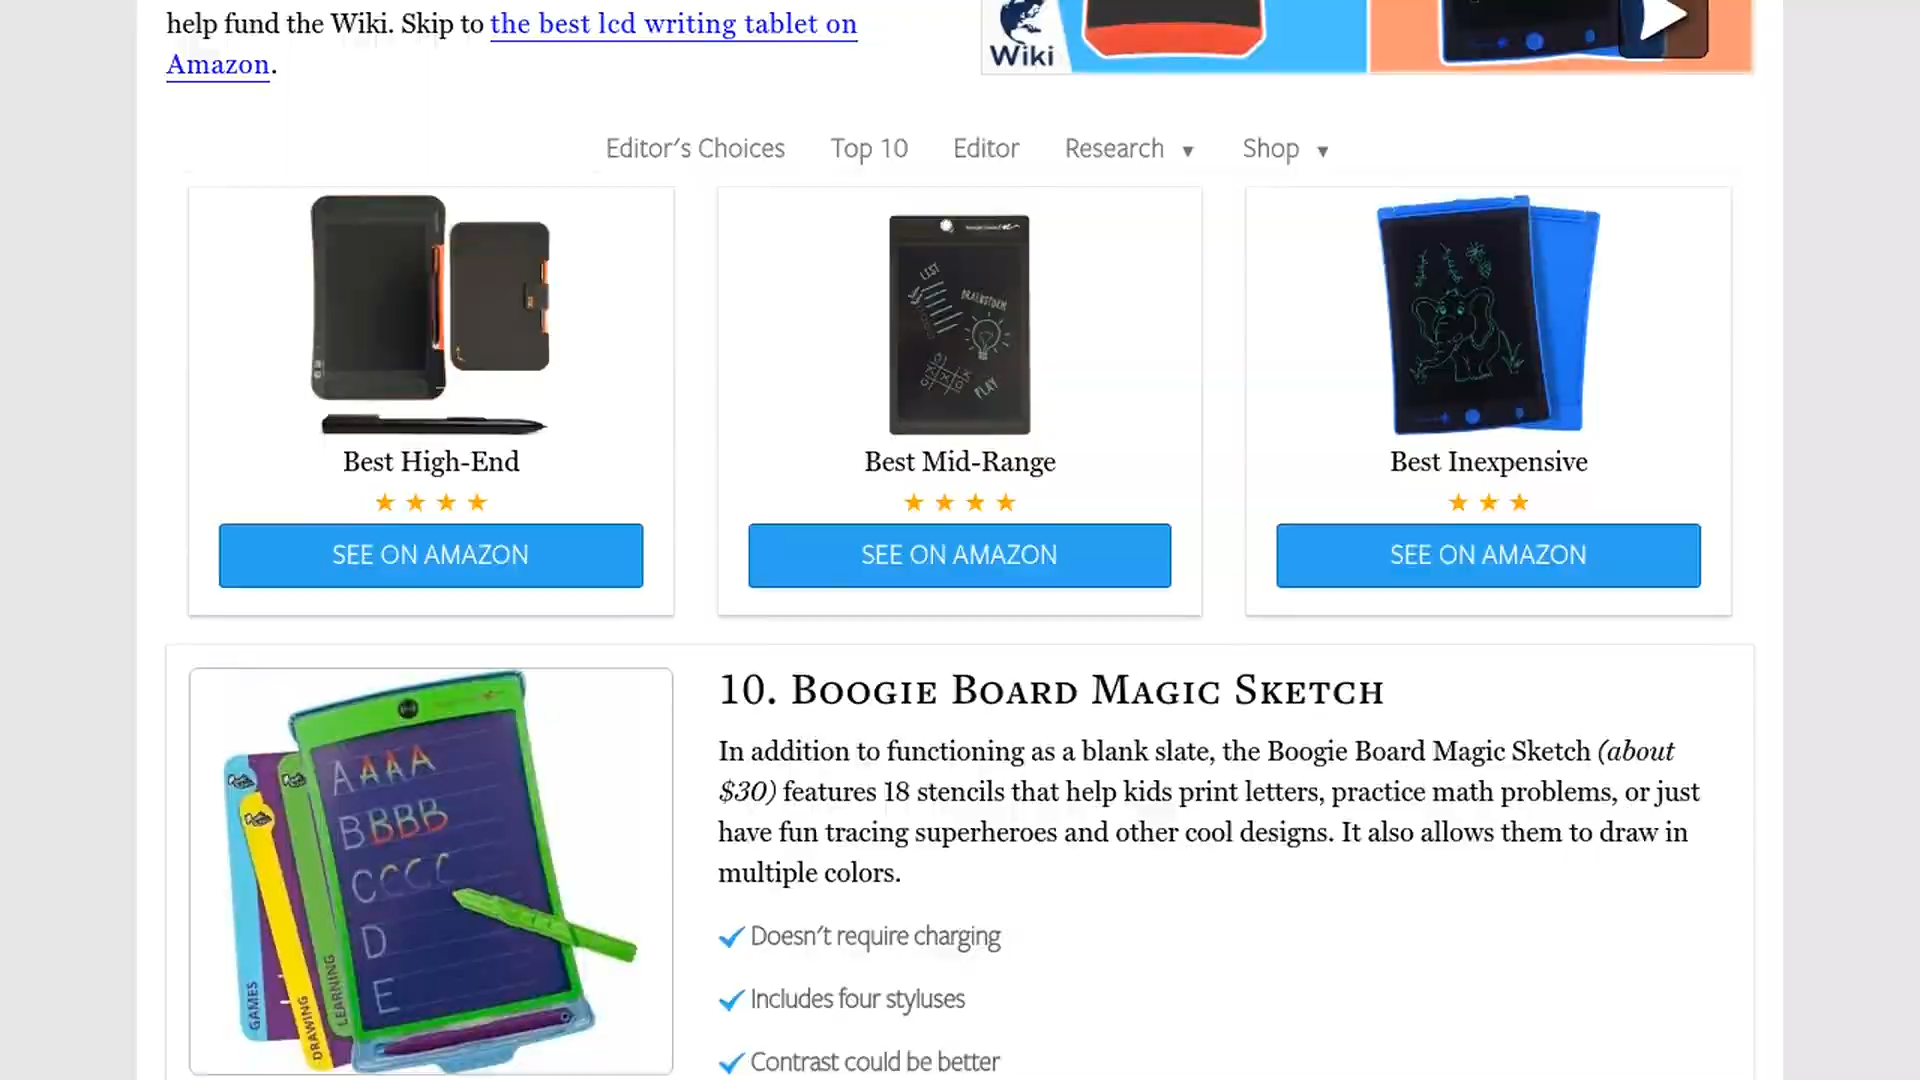 help fund the Wiki. Skip to the best lcd writing tablet on
Amazon.
Wiki
Editor's Choices Top 10 Editor Research ▼ Shop ▼
LIST
BRAINSTORM
PLAY
Best High-End
★ ★ ★ ★
SEE ON AMAZON
Best Mid-Range
★ ★ ★ ★
SEE ON AMAZON
Best Inexpensive
★ ★ ★
SEE ON AMAZON
A A A A
B B B B
C C C C
D
E
GAMES
DRAWING
LEARNING
10. Boogie Board Magic Sketch
In addition to functioning as a blank slate, the Boogie Board Magic Sketch (about
$30) features 18 stencils that help kids print letters, practice math problems, or just
have fun tracing superheroes and other cool designs. It also allows them to draw in
multiple colors.
Doesn't require charging
Includes four styluses
Contrast could be better